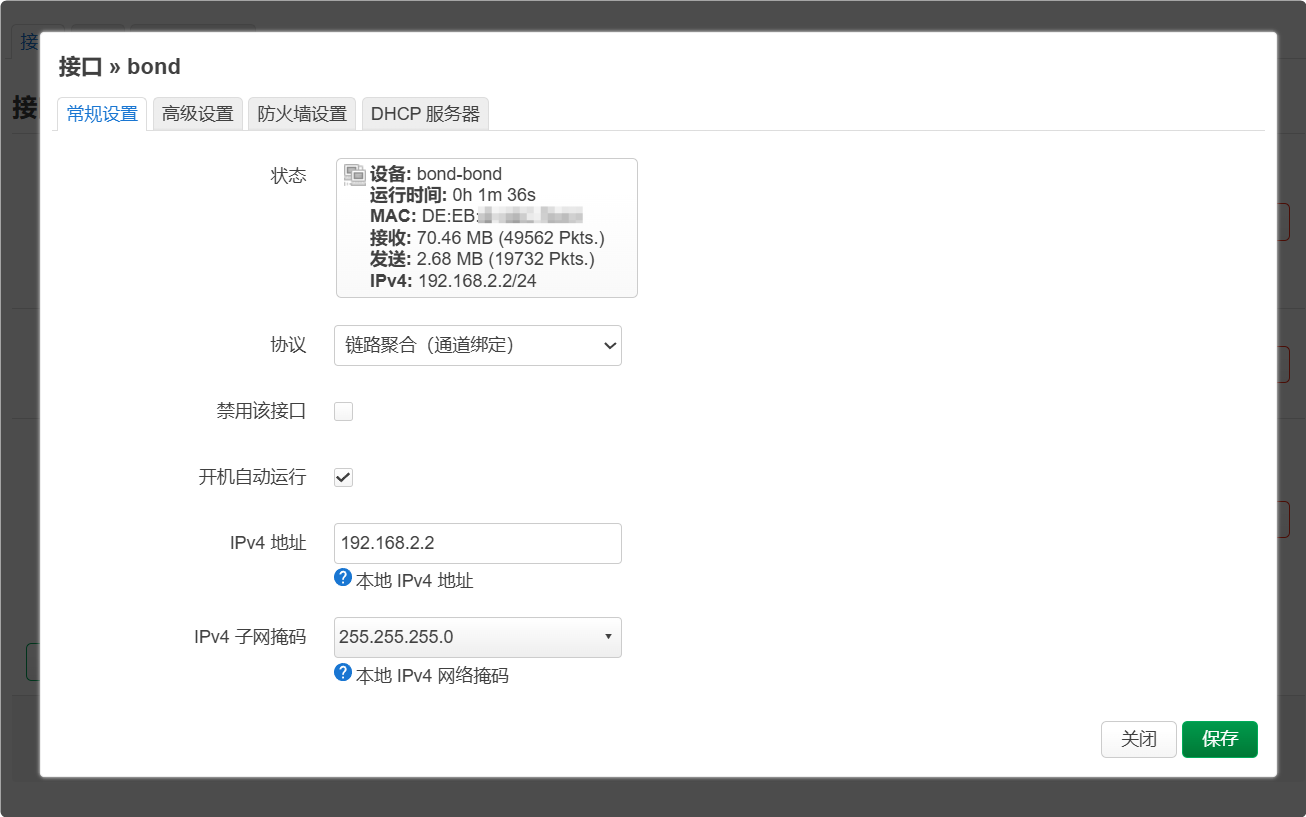 接
接口 » bond
常规设置 高级设置 防火墙设置 DHCP 服务器
接
状态
设备: bond-bond
运行时间: 0h 1m 36s
MAC: DE:EB:
接收: 70.46 MB (49562 Pkts.)
发送: 2.68 MB (19732 Pkts.)
IPv4: 192.168.2.2/24
协议 链路聚合（通道绑定）
禁用该接口
开机自动运行
IPv4 地址 192.168.2.2
本地 IPv4 地址
IPv4 子网掩码 255.255.255.0
本地 IPv4 网络掩码
关闭 保存